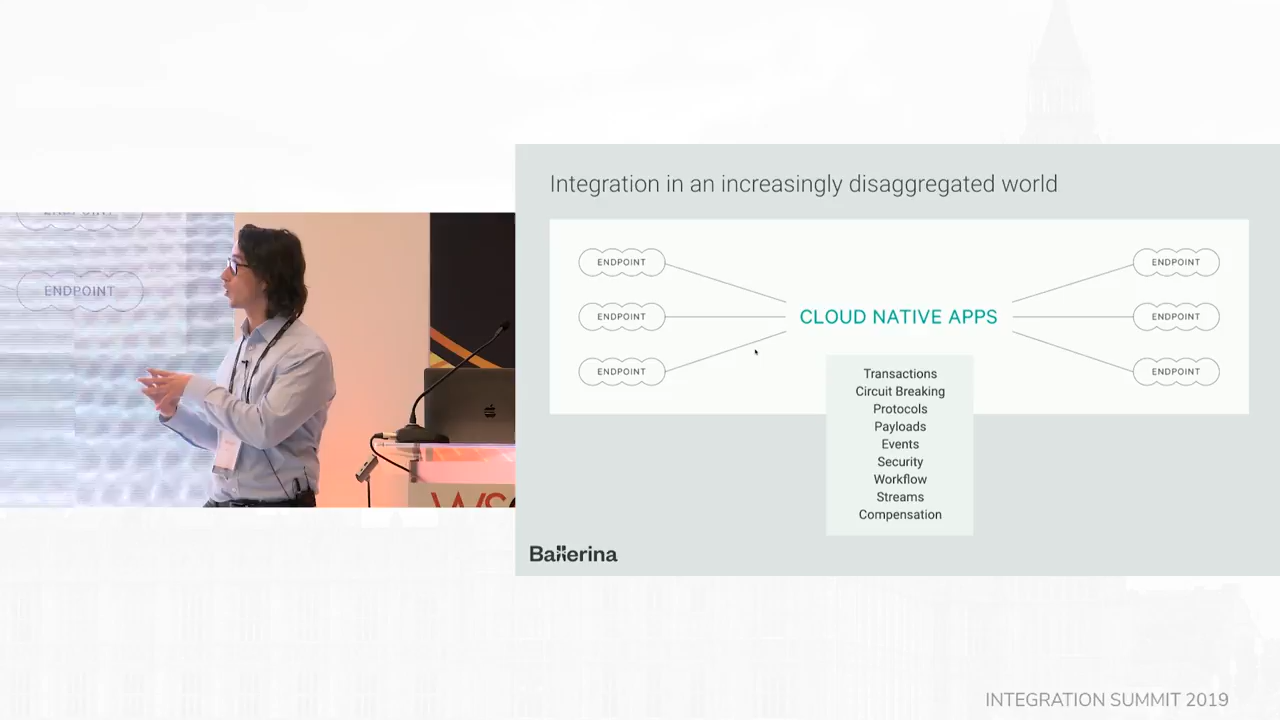 Integration in an increasingly disaggregated world
ENDPOINT
ENDPOINT
ENDPOINT
CLOUD NATIVE APPS
ENDPOINT
ENDPOINT
ENDPOINT
Transactions
Circuit Breaking
Protocols
Payloads
Events
Security
Workflow
Streams
Compensation
Ballerina
ENDPOINT
INTEGRATION SUMMIT 2019